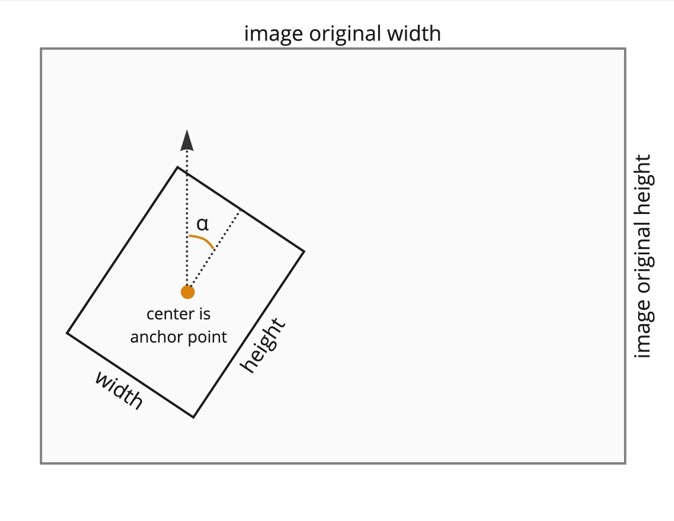 image original width
α
center is
anchor point
height
width
image original height